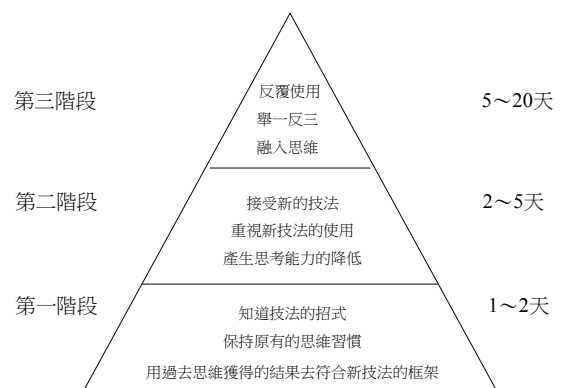 反覆使用
第三階段
5～20天
舉一反三
融入思維
第二階段
接受新的技法
2～5天
重視新技法的使用
產生思考能力的降低
第一階段
知道技法的招式
1～2天
保持原有的思維習慣
用過去思維獲得的結果去符合新技法的框架